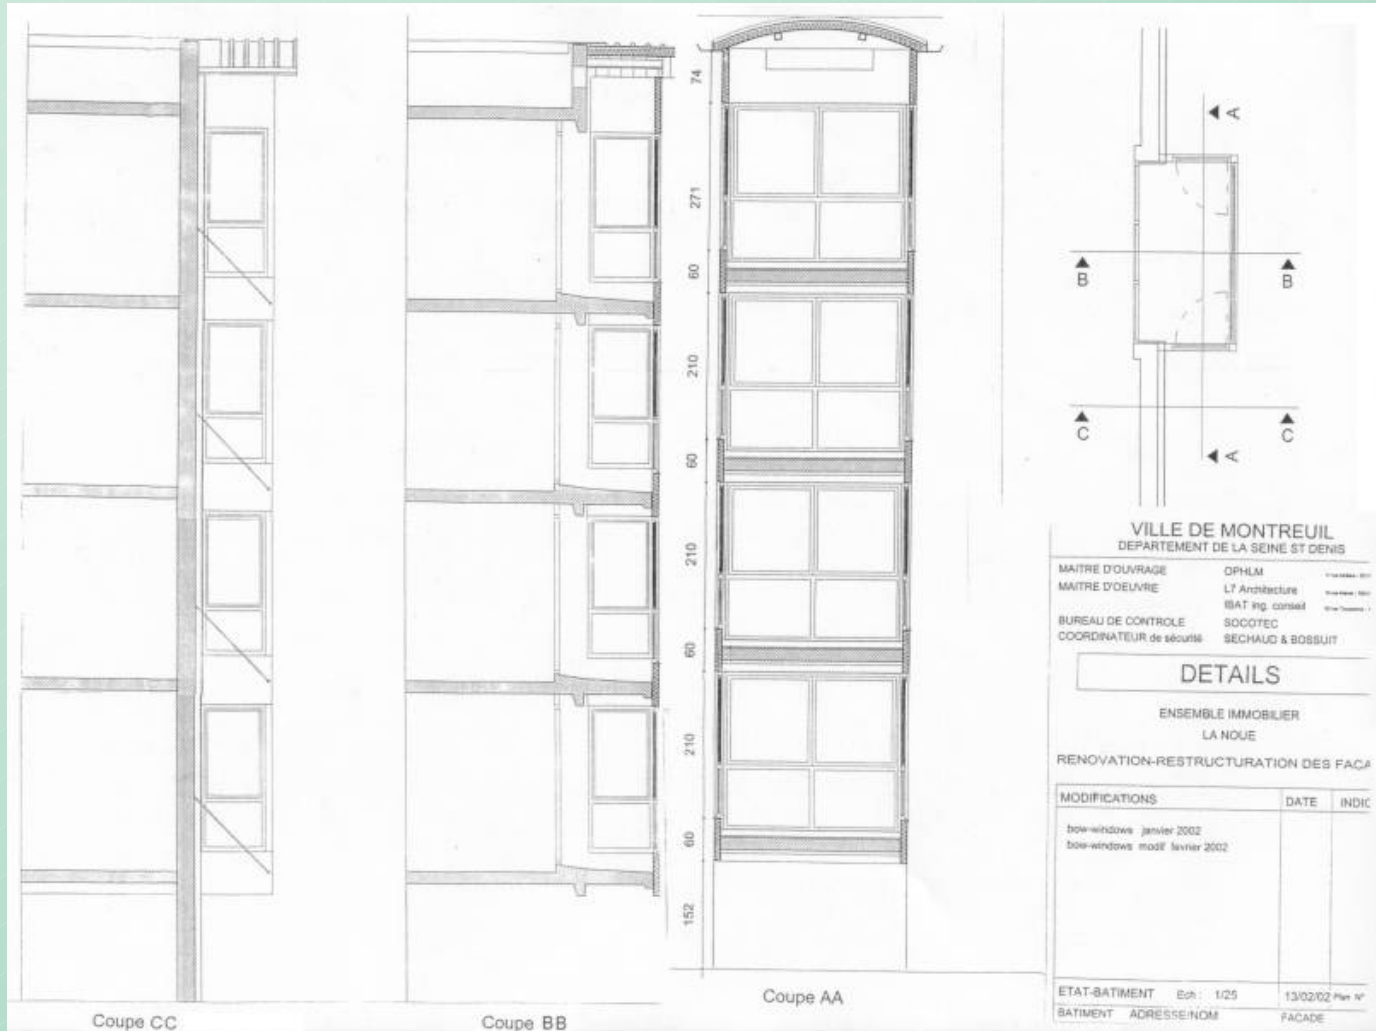 74
271
60
210
60
210
60
210
60
152
Coupe CC
Coupe BB
Coupe AA
A
B
B
C
C
A
VILLE DE MONTREUIL
DEPARTEMENT DE LA SEINE ST DENIS
MAITRE D'OUVRAGE OPHLM
MAITRE D'OEUVRE L7 Architecture
IBAT ing. conseil
BUREAU DE CONTROLE SOCOTEC
COORDINATEUR de sécurité SECHAUD & BOSSUIT
DETAILS
ENSEMBLE IMMOBILIER
LA NOUE
RENOVATION-RESTRUCTURATION DES FACA
MODIFICATIONS DATE INDIC
bow-windows janvier 2002
bow-windows modif fevrier 2002
ETAT-BATIMENT Ech : 1/25 13/02/02 Plan N°
BATIMENT ADRESSE/NOM FACADE